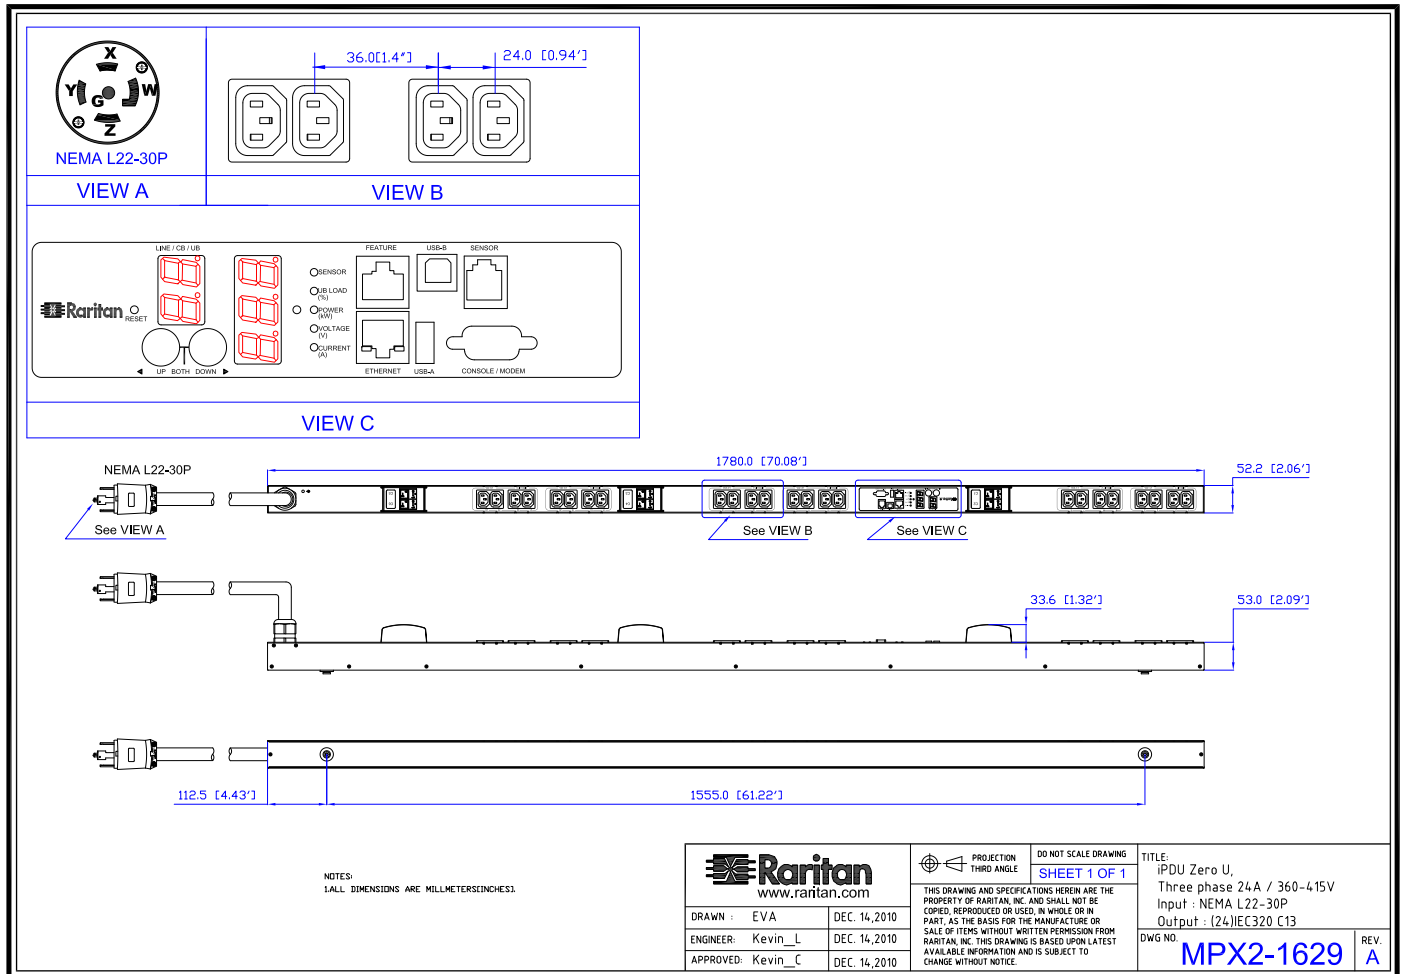 X
Y
W
G
Z
NEMA L22-30P
VIEW A
36.0[1.4"]
24.0 [0.94']
VIEW B
LINE / CB / UB
FEATURE
USB-B
SENSOR
SENSOR
UB LOAD
(%)
POWER
(kW)
VOLTAGE
(V)
CURRENT
(A)
Raritan
RESET
UP BOTH DOWN
ETHERNET
USB-A
CONSOLE / MODEM
VIEW C
NEMA L22-30P
1780.0 [70.08']
52.2 [2.06']
See VIEW A
See VIEW B
See VIEW C
33.6 [1.32']
53.0 [2.09']
112.5 [4.43']
1555.0 [61.22']
NOTES:
1.ALL DIMENSIONS ARE MILLMETERS(INCHES).
Raritan
www.raritan.com
DRAWN : EVA DEC. 14,2010
ENGINEER: Kevin_L DEC. 14,2010
APPROVED: Kevin_C DEC. 14,2010
PROJECTION
THIRD ANGLE
DO NOT SCALE DRAWING
SHEET 1 OF 1
THIS DRAWING AND SPECIFICATIONS HEREIN ARE THE
PROPERTY OF RARITAN, INC. AND SHALL NOT BE
COPIED, REPRODUCED OR USED, IN WHOLE OR IN
PART, AS THE BASIS FOR THE MANUFACTURE OR
SALE OF ITEMS WITHOUT WRITTEN PERMISSION FROM
RARITAN, INC. THIS DRAWING IS BASED UPON LATEST
AVAILABLE INFORMATION AND IS SUBJECT TO
CHANGE WITHOUT NOTICE.
TITLE:
iPDU Zero U,
Three phase 24A / 360-415V
Input : NEMA L22-30P
Output : (24)IEC320 C13
DWG NO.
MPX2-1629
REV.
A